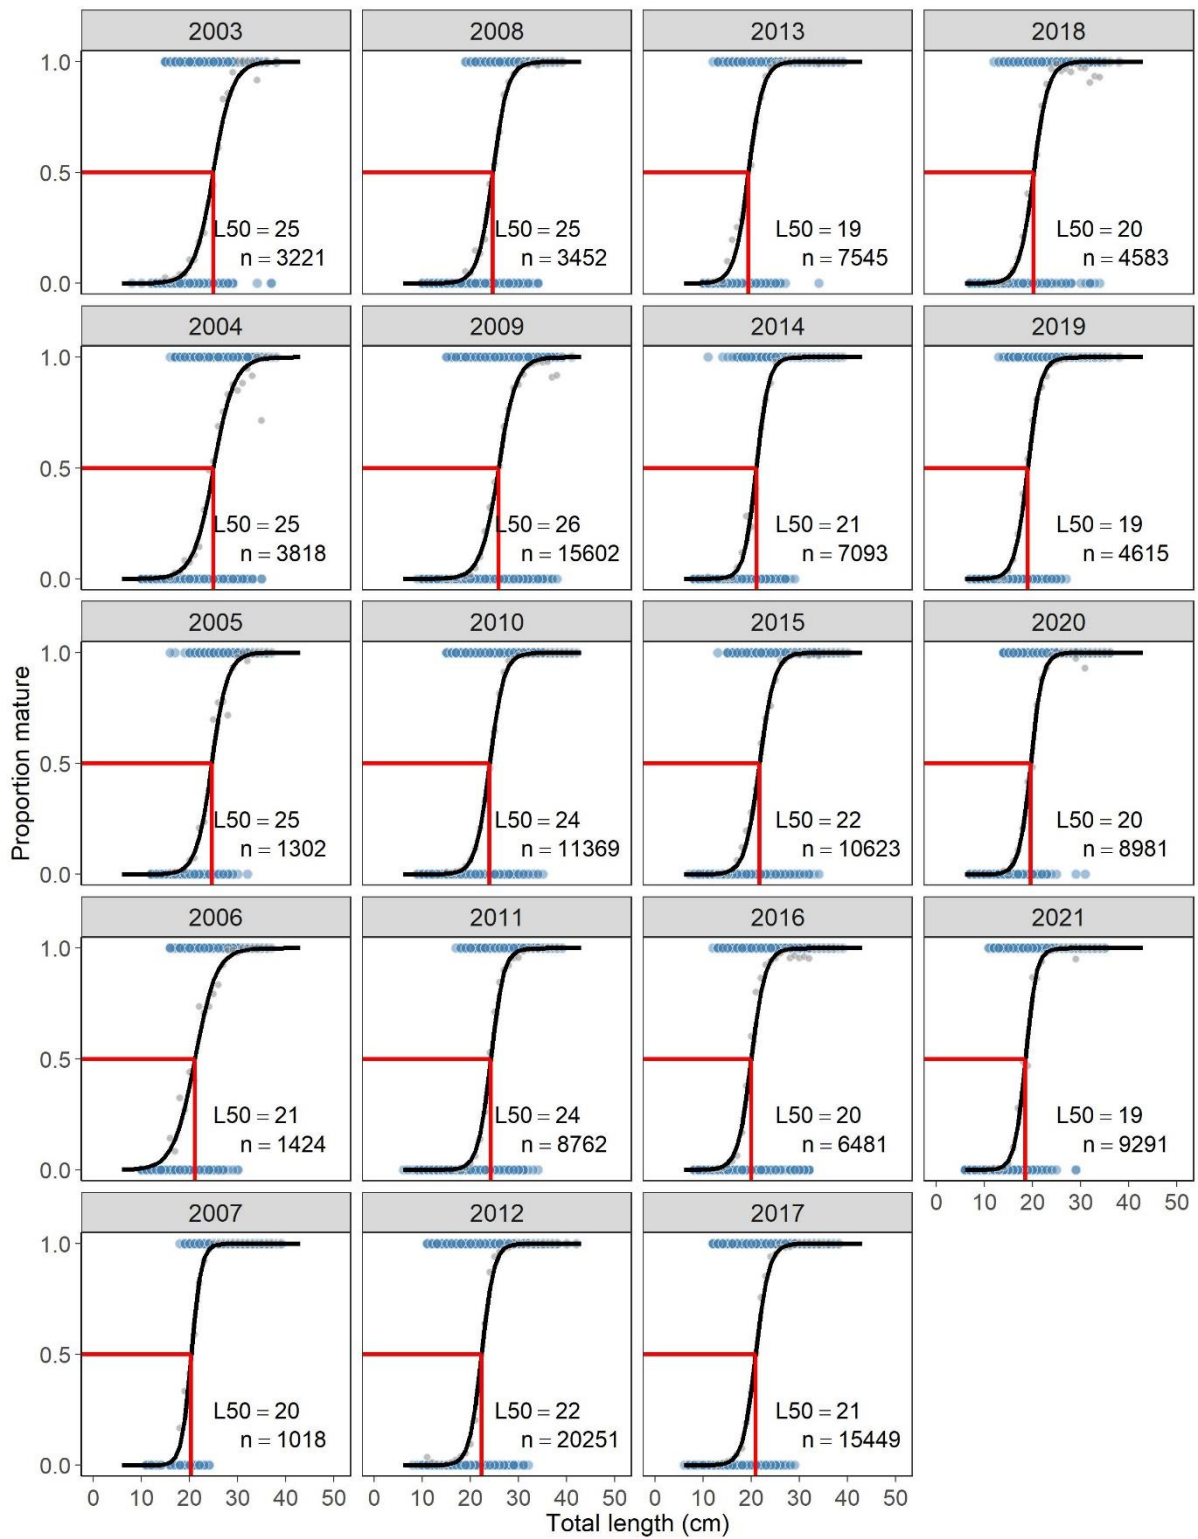 2003 2008 2013 2018
1.0
0.5
0.0
L50 = 25
n = 3221
L50 = 25
n = 3452
L50 = 19
n = 7545
L50 = 20
n = 4583
2004 2009 2014 2019
1.0
0.5
0.0
L50 = 25
n = 3818
L50 = 26
n = 15602
L50 = 21
n = 7093
L50 = 19
n = 4615
2005 2010 2015 2020
Proportion mature
1.0
0.5
0.0
L50 = 25
n = 1302
L50 = 24
n = 11369
L50 = 22
n = 10623
L50 = 20
n = 8981
2006 2011 2016 2021
1.0
0.5
0.0
L50 = 21
n = 1424
L50 = 24
n = 8762
L50 = 20
n = 6481
L50 = 19
n = 9291
0 10 20 30 40 50
2007 2012 2017
1.0
0.5
0.0
L50 = 20
n = 1018
L50 = 22
n = 20251
L50 = 21
n = 15449
0 10 20 30 40 50 0 10 20 30 40 50 0 10 20 30 40 50
Total length (cm)